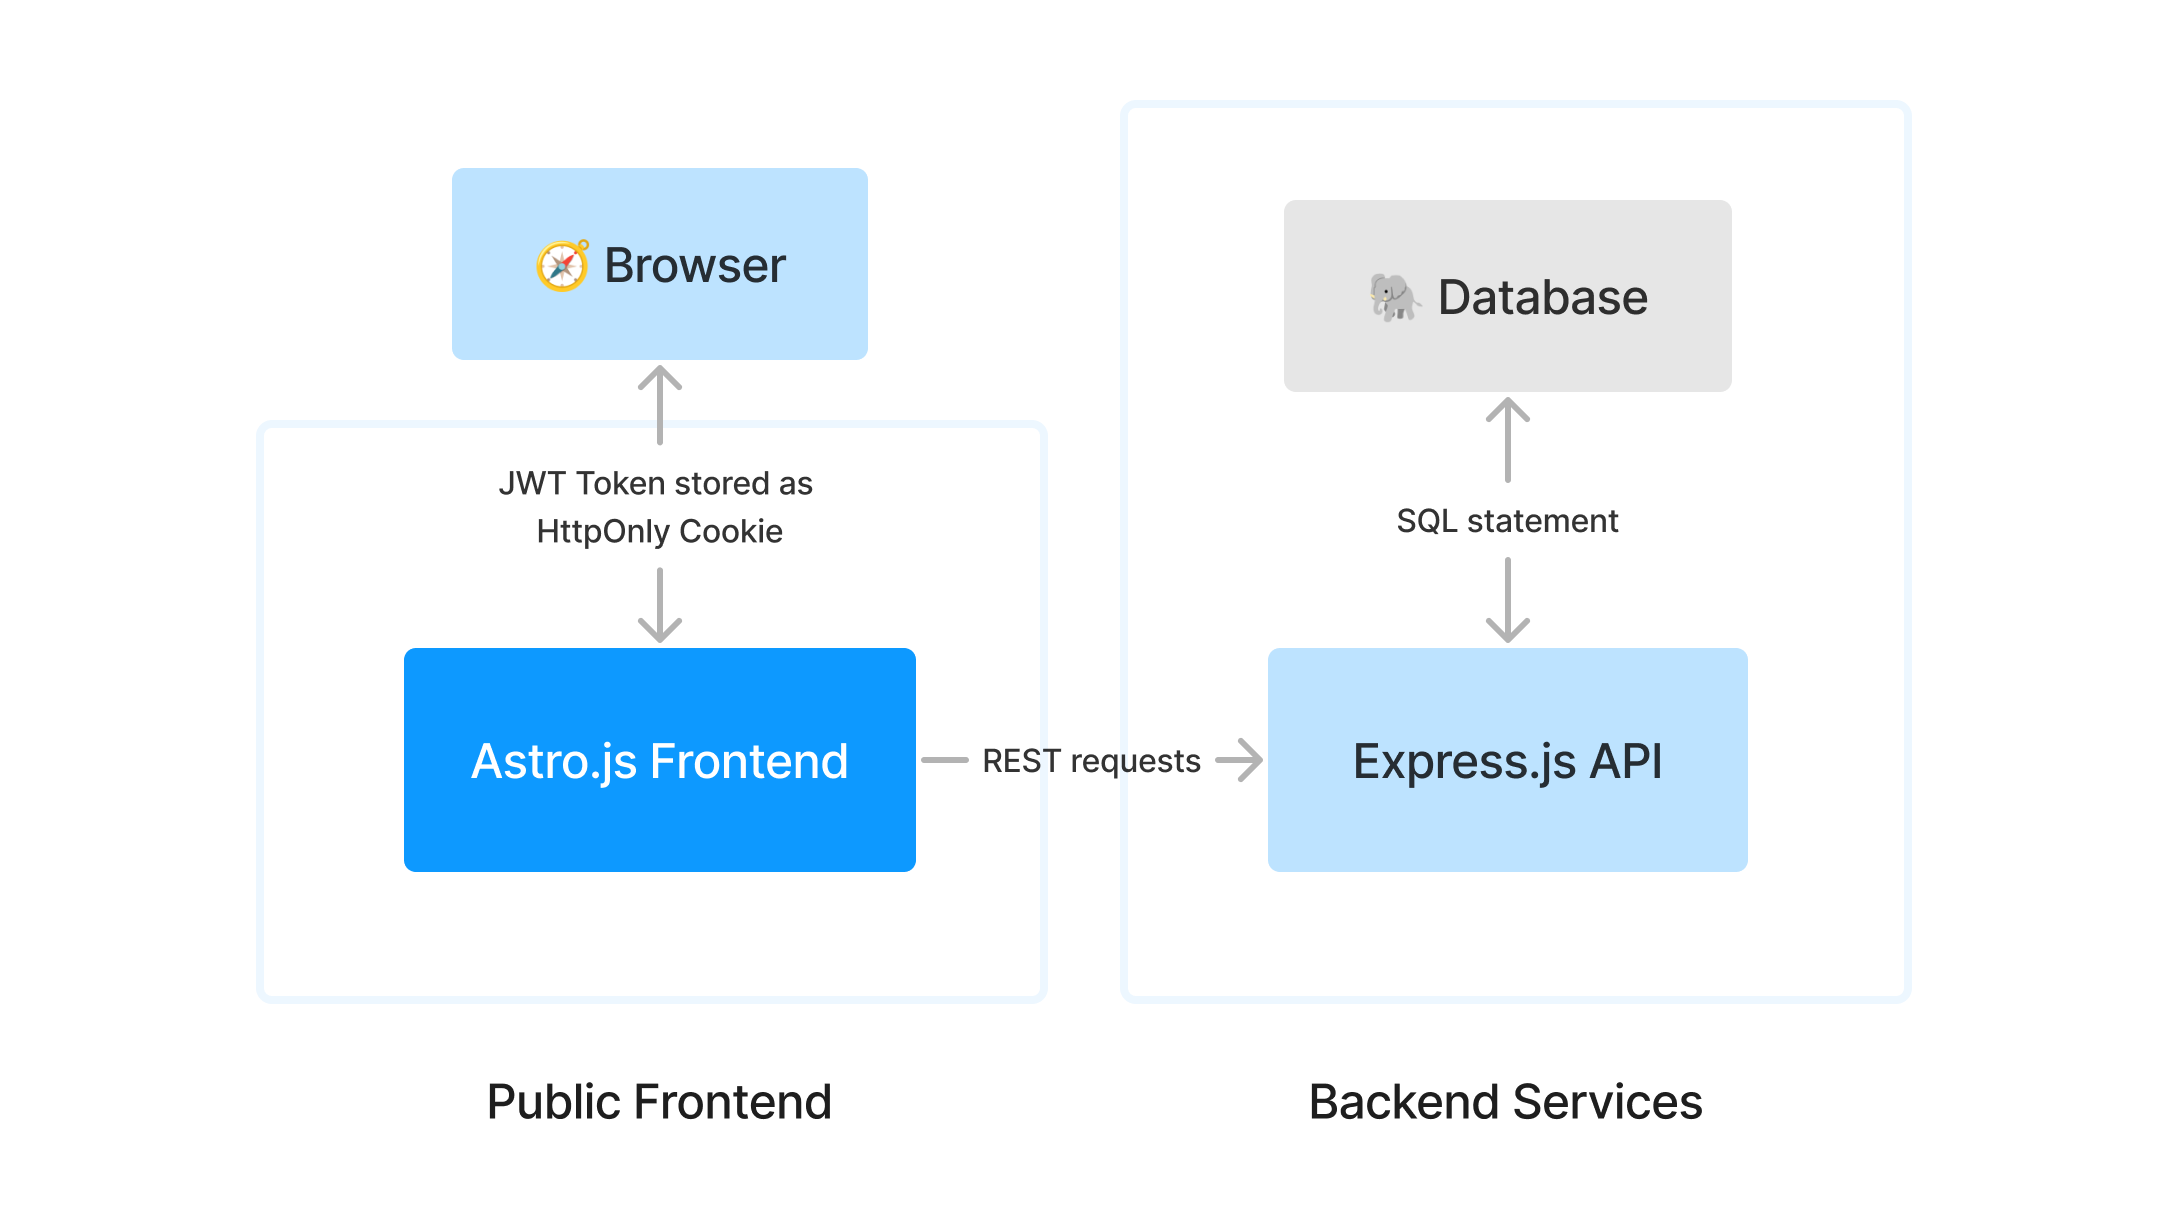 Browser
JWT Token stored as
HttpOnly Cookie
Astro.js Frontend
REST requests
Database
SQL statement
Express.js API
Public Frontend
Backend Services